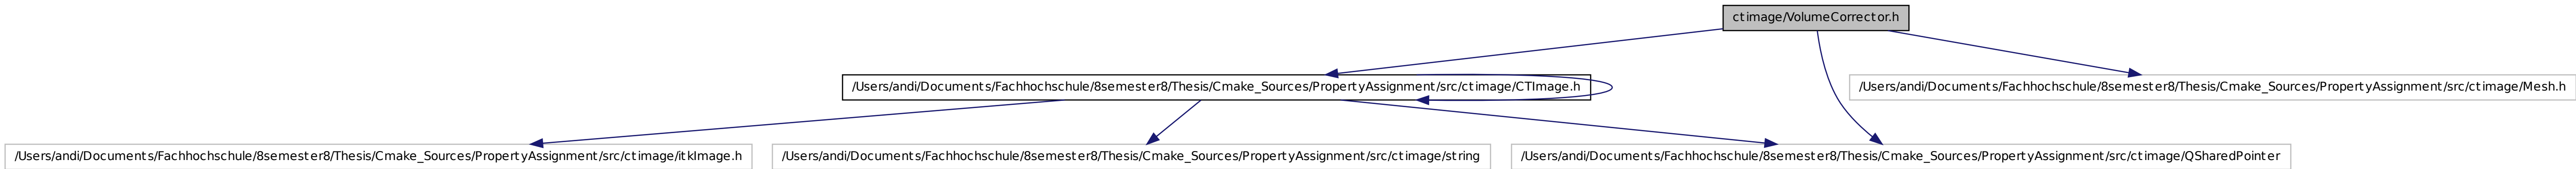 ctimage/VolumeCorrector.h
/Users/andi/Documents/Fachhochschule/8semester8/Thesis/Cmake_Sources/PropertyAssignment/src/ctimage/CTImage.h
/Users/andi/Documents/Fachhochschule/8semester8/Thesis/Cmake_Sources/PropertyAssignment/src/ctimage/Mesh.h
/Users/andi/Documents/Fachhochschule/8semester8/Thesis/Cmake_Sources/PropertyAssignment/src/ctimage/itkImage.h
/Users/andi/Documents/Fachhochschule/8semester8/Thesis/Cmake_Sources/PropertyAssignment/src/ctimage/string
/Users/andi/Documents/Fachhochschule/8semester8/Thesis/Cmake_Sources/PropertyAssignment/src/ctimage/QSharedPointer